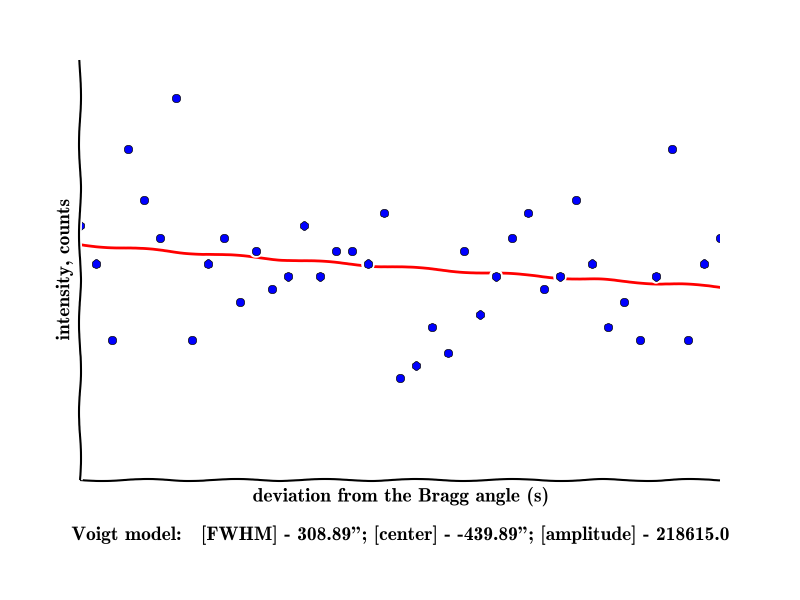 intensity, counts
deviation from the Bragg angle (s)
Voigt model: [FWHM] - 308.89”; [center] - -439.89”; [amplitude] - 218615.0